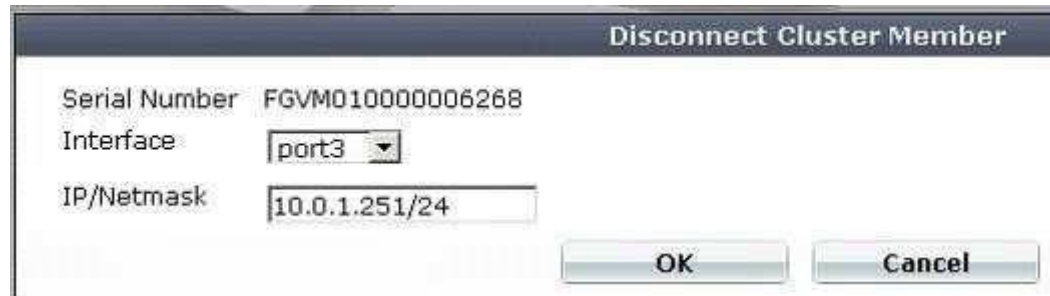 Disconnect Cluster Member
Serial Number FGVM010000006268
Interface port3
IP/Netmask 10.0.1.251/24
OK Cancel